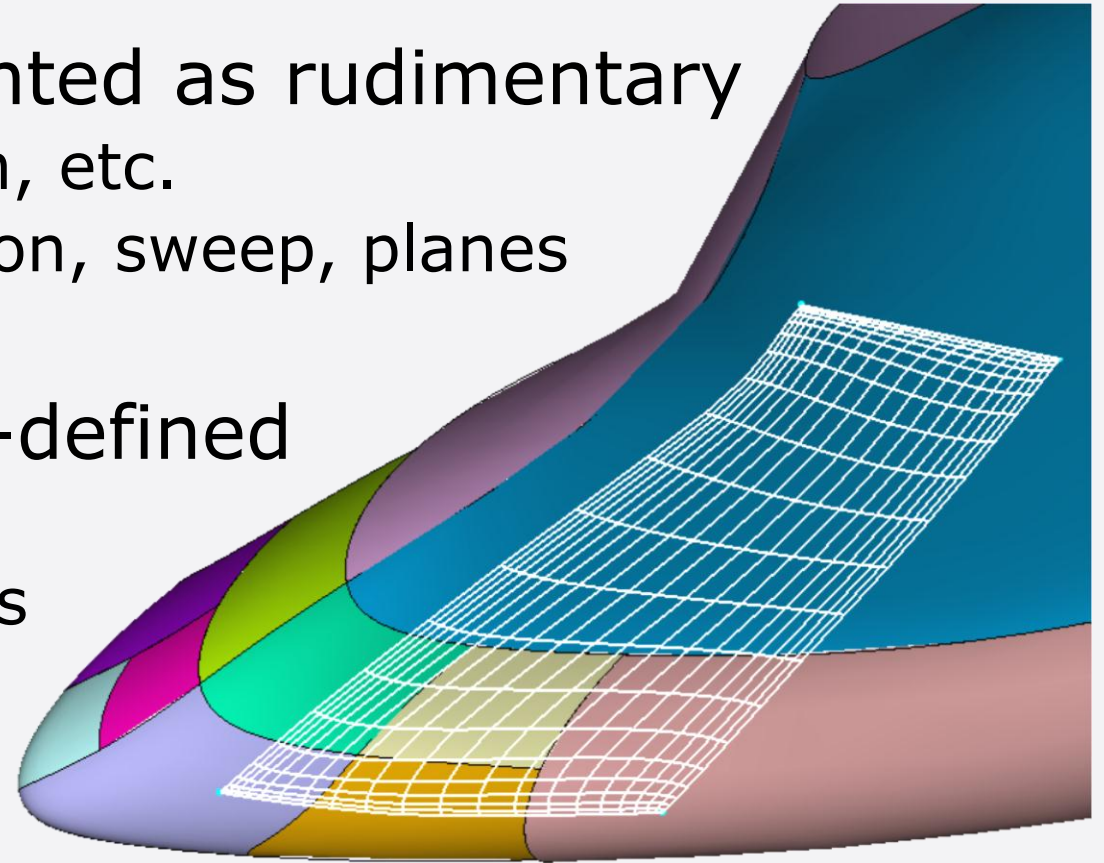 nted as rudimentary
n, etc.
on, sweep, planes
-defined
s